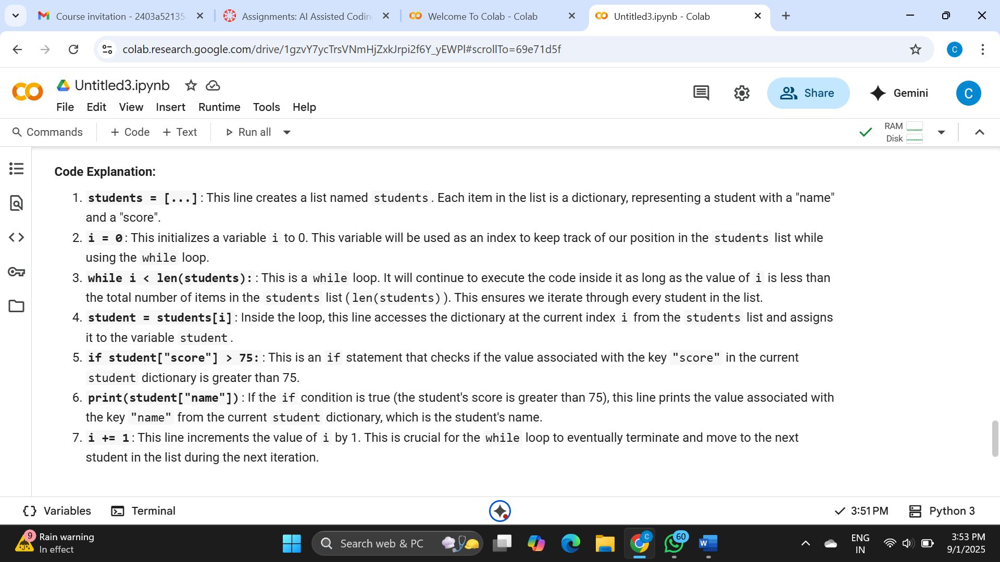 Course invitation - 2403a52135
Assignments: AI Assisted Codin
Welcome To Colab - Colab
Untitled3.ipynb - Colab
colab.research.google.com/drive/1gzvY7ycTrsVNmHjZxkJrpi2f6Y_yEWPl#scrollTo=69e71d5f
C
Untitled3.ipynb
File Edit View Insert Runtime Tools Help
Share
Gemini
C
Commands + Code + Text Run all
RAM
Disk
Code Explanation:
1. students = [...]: This line creates a list named students. Each item in the list is a dictionary, representing a student with a "name"
and a "score".
2. i = 0: This initializes a variable i to 0. This variable will be used as an index to keep track of our position in the students list while
using the while loop.
3. while i < len(students):: This is a while loop. It will continue to execute the code inside it as long as the value of i is less than
the total number of items in the students list (len(students)). This ensures we iterate through every student in the list.
4. student = students[i]: Inside the loop, this line accesses the dictionary at the current index i from the students list and assigns
it to the variable student.
5. if student["score"] > 75:: This is an if statement that checks if the value associated with the key "score" in the current
student dictionary is greater than 75.
6. print(student["name"]): If the if condition is true (the student's score is greater than 75), this line prints the value associated with
the key "name" from the current student dictionary, which is the student's name.
7. i += 1: This line increments the value of i by 1. This is crucial for the while loop to eventually terminate and move to the next
student in the list during the next iteration.
Variables Terminal
3:51 PM Python 3
9
Rain warning
In effect
Search web & PC
C
60
W
ENG
IN
3:53 PM
9/1/2025